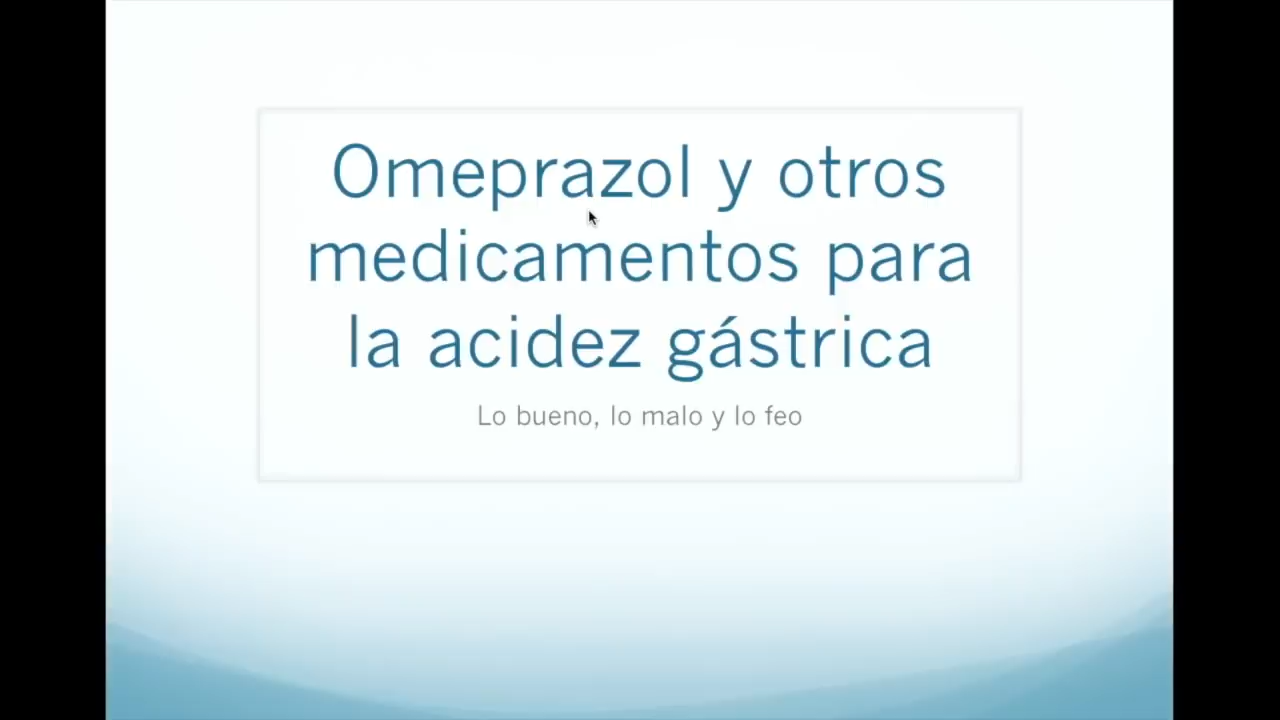 Omeprazol y otros
medicamentos para
la acidez gástrica
Lo bueno, lo malo y lo feo